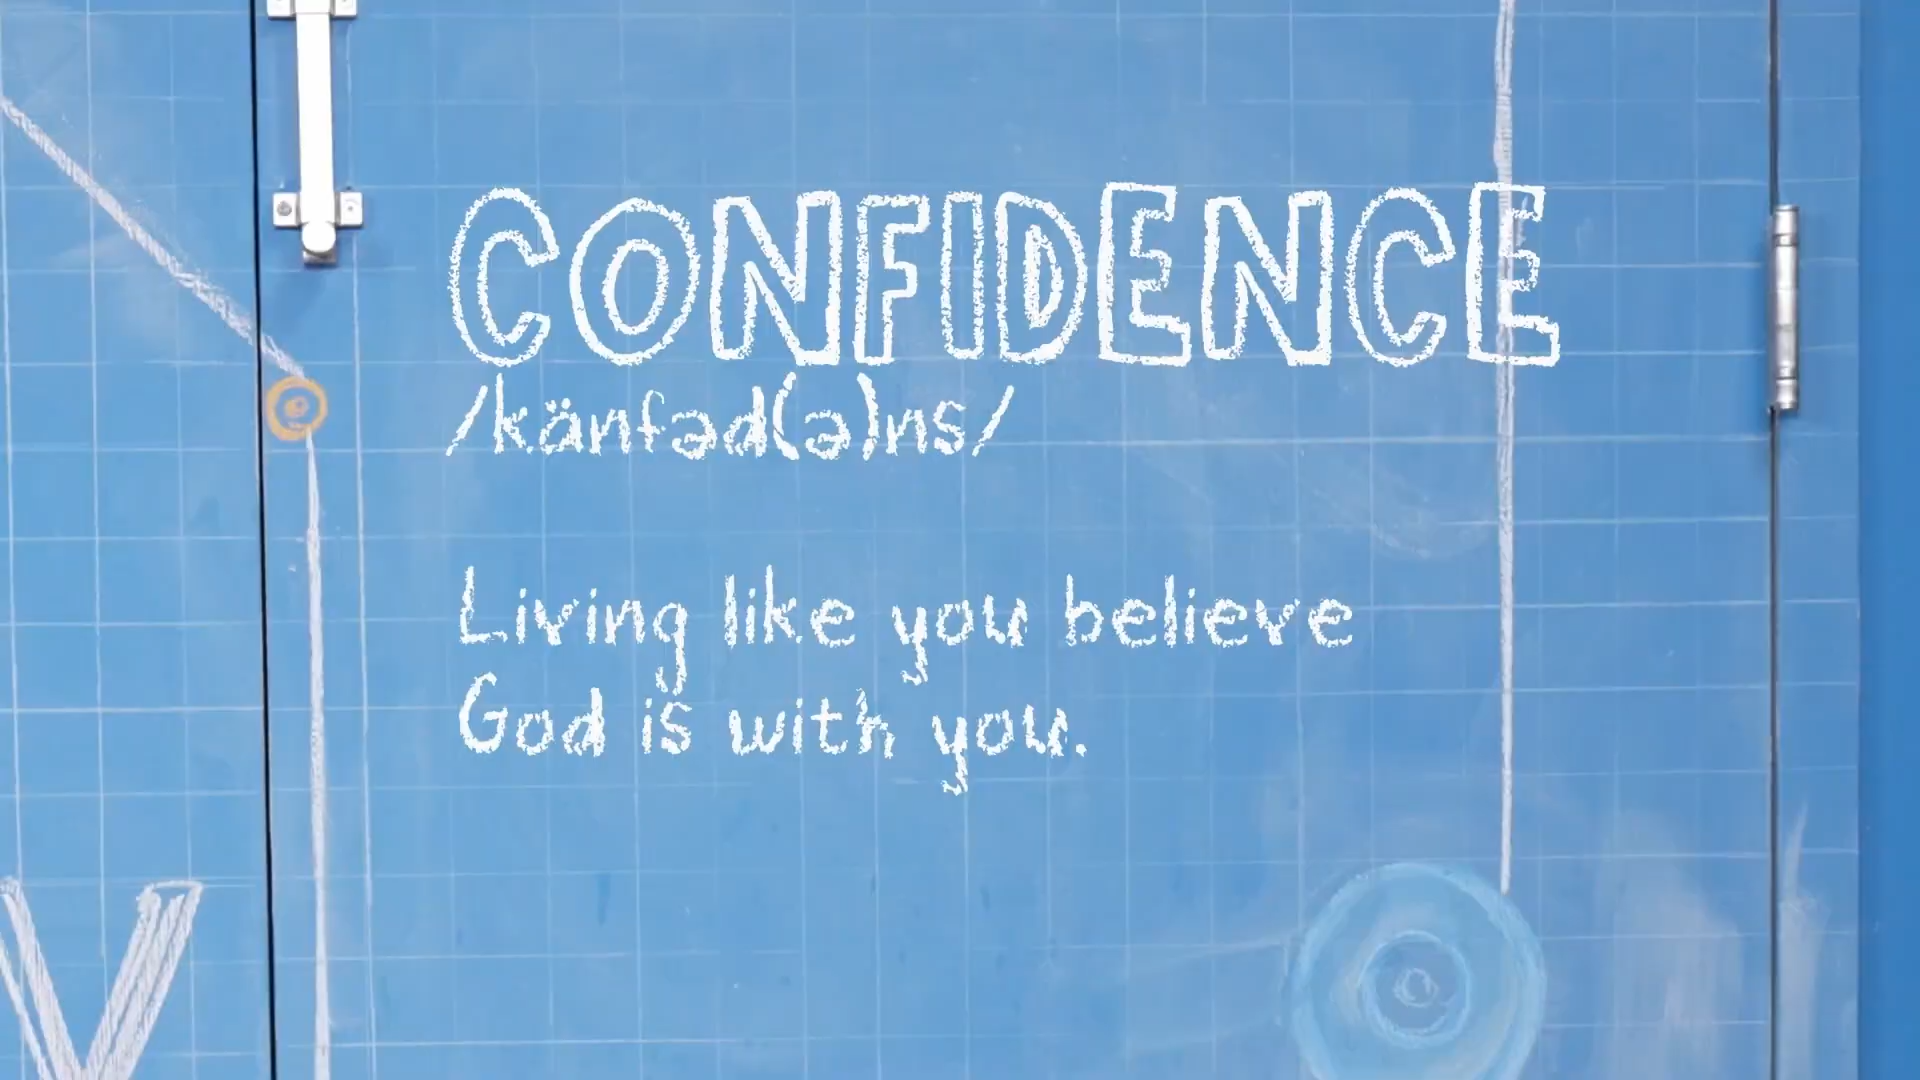 CONFIDENCE
/känfəd(ə)ns/
Living like you believe
God is with you.